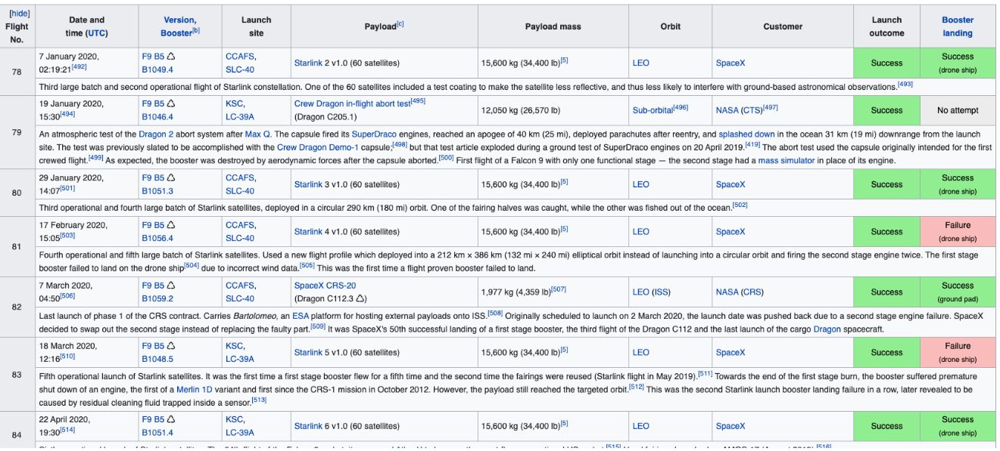 [hide]
Flight
No.
Date and
time (UTC)
Version,
Booster[b]
Launch
site
Payload[c]
Payload mass
Orbit
Customer
Launch
outcome
Booster
landing
78
7 January 2020,
02:19:21[492]
F9 B5 ♺
B1049.4
CCAFS,
SLC-40
Starlink 2 v1.0 (60 satellites)
15,600 kg (34,400 lb)[5]
LEO
SpaceX
Success
Success
(drone ship)
Third large batch and second operational flight of Starlink constellation. One of the 60 satellites included a test coating to make the satellite less reflective, and thus less likely to interfere with ground-based astronomical observations.[493]
79
19 January 2020,
15:30[494]
F9 B5 ♺
B1046.4
KSC,
LC-39A
Crew Dragon in-flight abort test[495]
(Dragon C205.1)
12,050 kg (26,570 lb)
Sub-orbital[496]
NASA (CTS)[497]
Success
No attempt
An atmospheric test of the Dragon 2 abort system after Max Q. The capsule fired its SuperDraco engines, reached an apogee of 40 km (25 mi), deployed parachutes after reentry, and splashed down in the ocean 31 km (19 mi) downrange from the launch
site. The test was previously slated to be accomplished with the Crew Dragon Demo-1 capsule;[498] but that test article exploded during a ground test of SuperDraco engines on 20 April 2019.[419] The abort test used the capsule originally intended for the first
crewed flight.[499] As expected, the booster was destroyed by aerodynamic forces after the capsule aborted.[500] First flight of a Falcon 9 with only one functional stage — the second stage had a mass simulator in place of its engine.
80
29 January 2020,
14:07[501]
F9 B5 ♺
B1051.3
CCAFS,
SLC-40
Starlink 3 v1.0 (60 satellites)
15,600 kg (34,400 lb)[5]
LEO
SpaceX
Success
Success
(drone ship)
Third operational and fourth large batch of Starlink satellites, deployed in a circular 290 km (180 mi) orbit. One of the fairing halves was caught, while the other was fished out of the ocean.[502]
81
17 February 2020,
15:05[503]
F9 B5 ♺
B1056.4
CCAFS,
SLC-40
Starlink 4 v1.0 (60 satellites)
15,600 kg (34,400 lb)[5]
LEO
SpaceX
Success
Failure
(drone ship)
Fourth operational and fifth large batch of Starlink satellites. Used a new flight profile which deployed into a 212 km × 386 km (132 mi × 240 mi) elliptical orbit instead of launching into a circular orbit and firing the second stage engine twice. The first stage
booster failed to land on the drone ship[504] due to incorrect wind data.[505] This was the first time a flight proven booster failed to land.
82
7 March 2020,
04:50[506]
F9 B5 ♺
B1059.2
CCAFS,
SLC-40
SpaceX CRS-20
(Dragon C112.3 ♺)
1,977 kg (4,359 lb)[507]
LEO (ISS)
NASA (CRS)
Success
Success
(ground pad)
Last launch of phase 1 of the CRS contract. Carries Bartolomeo, an ESA platform for hosting external payloads onto ISS.[508] Originally scheduled to launch on 2 March 2020, the launch date was pushed back due to a second stage engine failure. SpaceX
decided to swap out the second stage instead of replacing the faulty part.[509] It was SpaceX's 50th successful landing of a first stage booster, the third flight of the Dragon C112 and the last launch of the cargo Dragon spacecraft.
83
18 March 2020,
12:16[510]
F9 B5 ♺
B1048.5
KSC,
LC-39A
Starlink 5 v1.0 (60 satellites)
15,600 kg (34,400 lb)[5]
LEO
SpaceX
Success
Failure
(drone ship)
Fifth operational launch of Starlink satellites. It was the first time a first stage booster flew for a fifth time and the second time the fairings were reused (Starlink flight in May 2019).[511] Towards the end of the first stage burn, the booster suffered premature
shut down of an engine, the first of a Merlin 1D variant and first since the CRS-1 mission in October 2012. However, the payload still reached the targeted orbit.[512] This was the second Starlink launch booster landing failure in a row, later revealed to be
caused by residual cleaning fluid trapped inside a sensor.[513]
84
22 April 2020,
19:30[514]
F9 B5 ♺
B1051.4
KSC,
LC-39A
Starlink 6 v1.0 (60 satellites)
15,600 kg (34,400 lb)[5]
LEO
SpaceX
Success
Success
(drone ship)